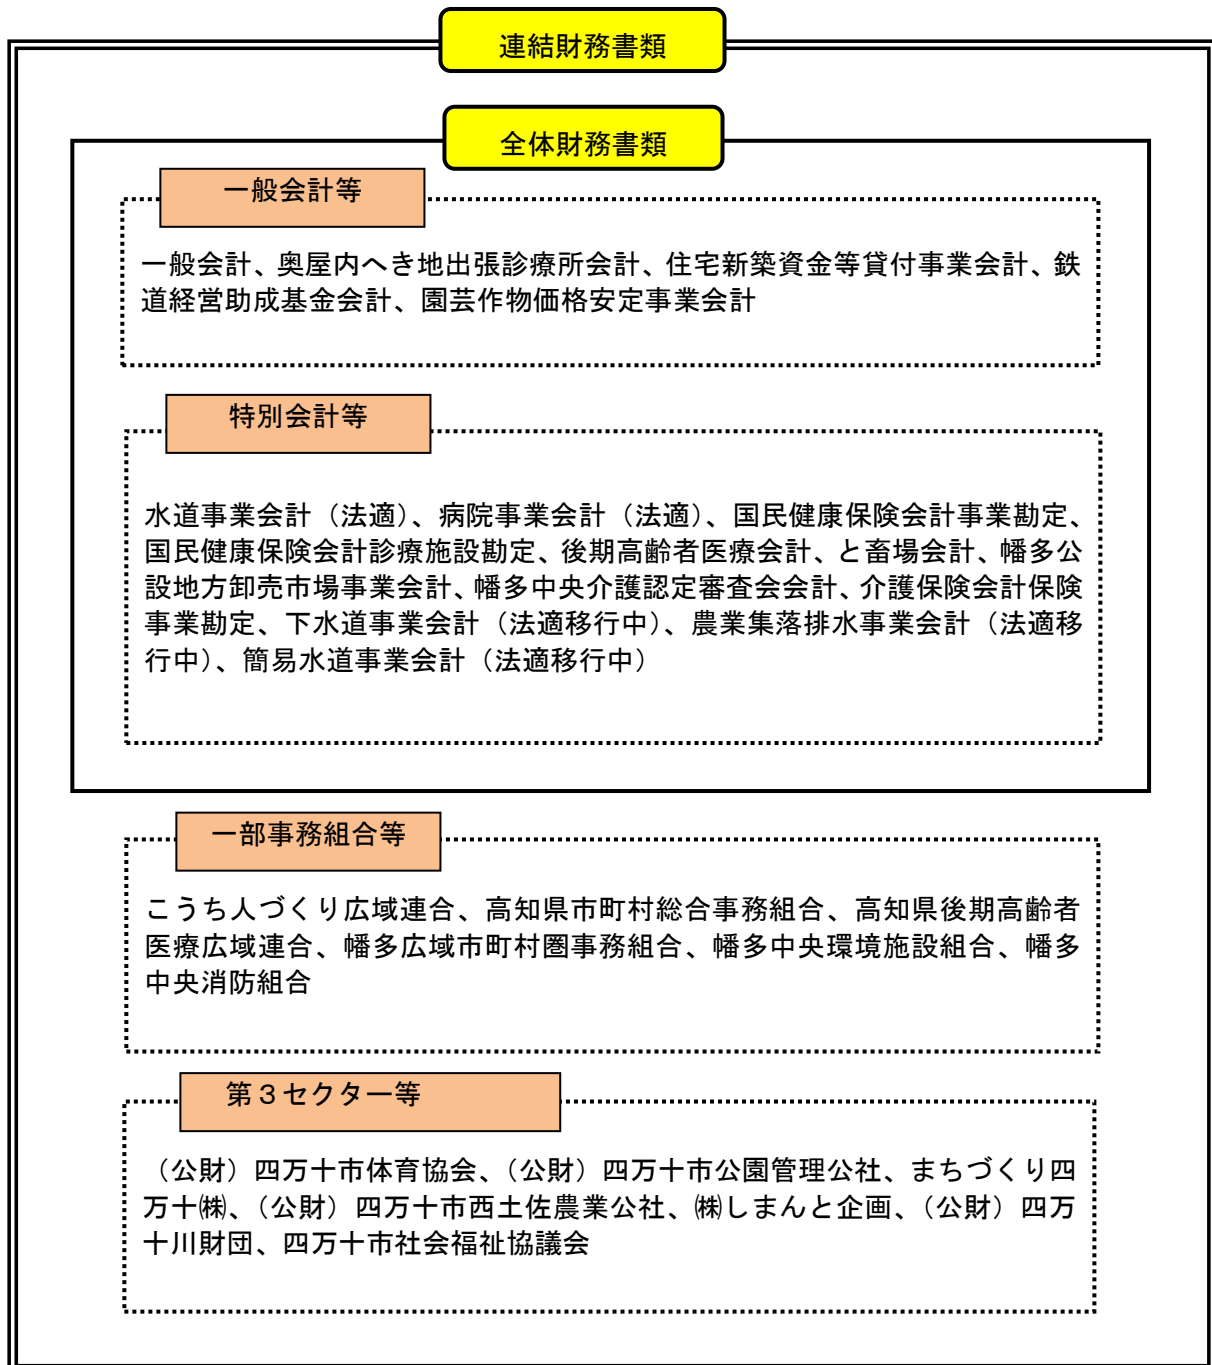 連結財務書類
全体財務書類
一般会計等
一般会計、奥屋内へき地出張診療所会計、住宅新築資金等貸付事業会計、鉄
道経営助成基金会計、園芸作物価格安定事業会計
特別会計等
水道事業会計（法適）、病院事業会計（法適）、国民健康保険会計事業勘定、
国民健康保険会計診療施設勘定、後期高齢者医療会計、と畜場会計、幡多公
設地方卸売市場事業会計、幡多中央介護認定審査会会計、介護保険会計保険
事業勘定、下水道事業会計（法適移行中）、農業集落排水事業会計（法適移
行中）、簡易水道事業会計（法適移行中）
一部事務組合等
こうち人づくり広域連合、高知県市町村総合事務組合、高知県後期高齢者
医療広域連合、幡多広域市町村圏事務組合、幡多中央環境施設組合、幡多
中央消防組合
第３セクター等
（公財）四万十市体育協会、（公財）四万十市公園管理公社、まちづくり四
万十㈱、（公財）四万十市西土佐農業公社、㈱しまんと企画、（公財）四万
十川財団、四万十市社会福祉協議会